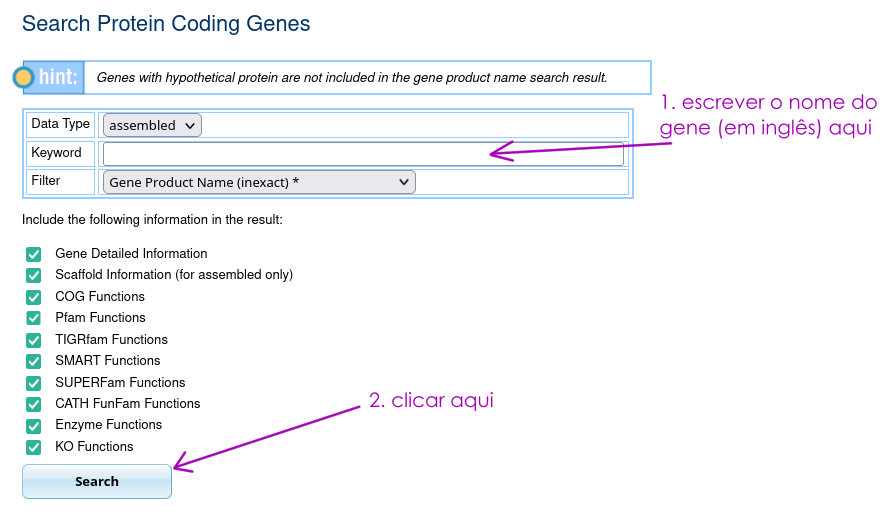 Search Protein Coding Genes
hint:
Genes with hypothetical protein are not included in the gene product name search result.
1. escrever o nome do
gene (em inglês) aqui
Data Type
assembled
Keyword
Filter
Gene Product Name (inexact) *
Include the following information in the result:
Gene Detailed Information
Scaffold Information (for assembled only)
COG Functions
Pfam Functions
TIGRfam Functions
SMART Functions
SUPERFam Functions
CATH FunFam Functions
2. clicar aqui
Enzyme Functions
KO Functions
Search